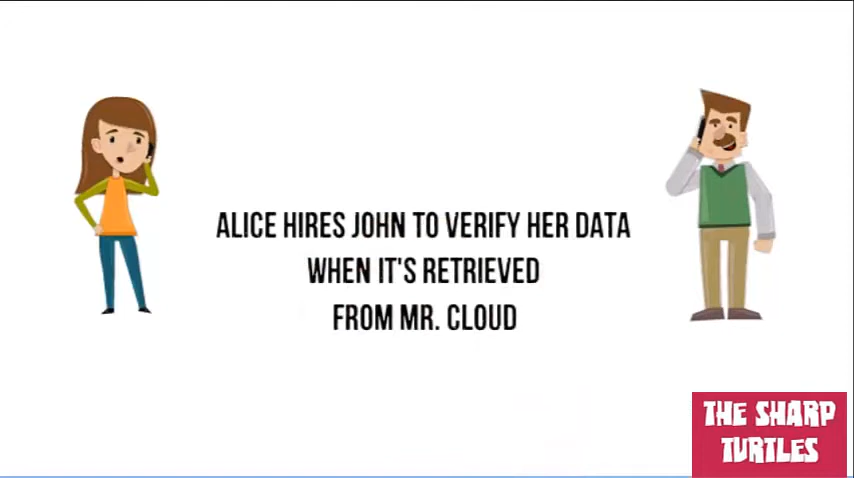 ALICE HIRES JOHN TO VERIFY HER DATA
WHEN IT'S RETRIEVED
FROM MR. CLOUD
THE SHARP
TURTLES